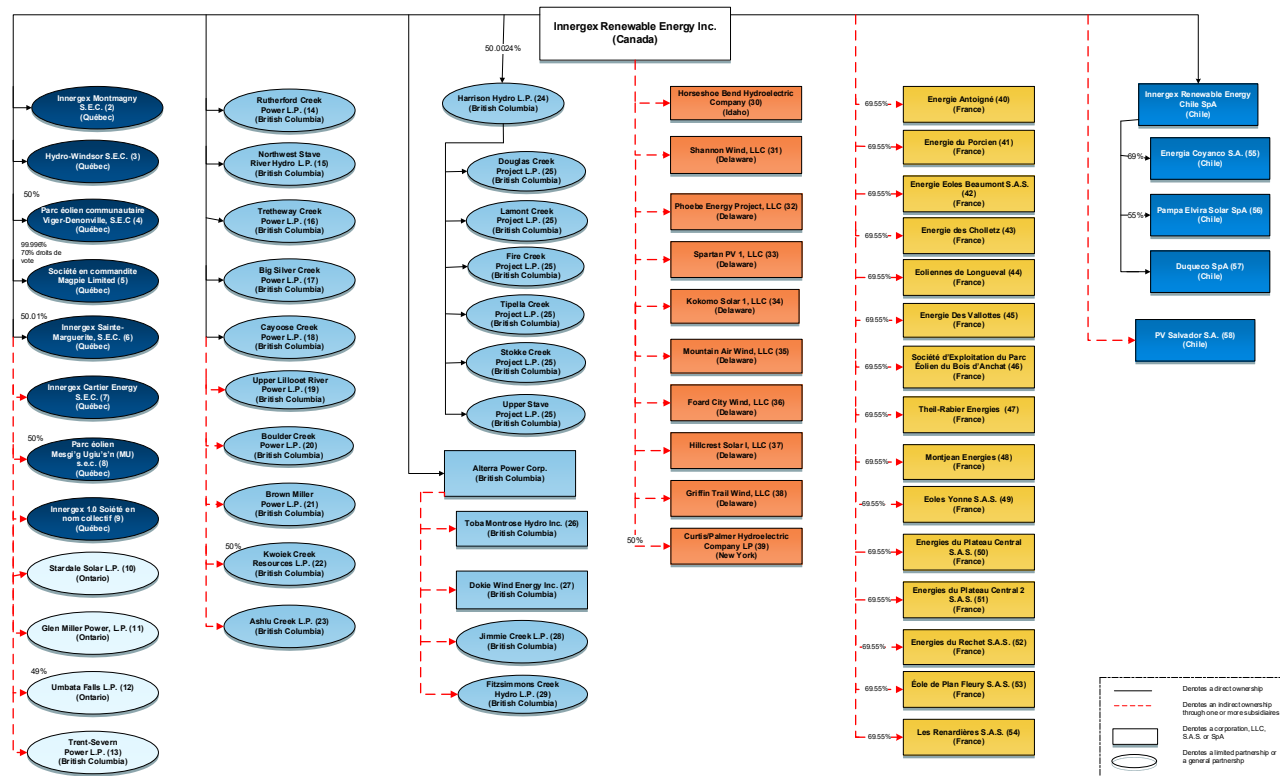 Innergex Renewable Energy Inc.
(Canada)
Innergex Montmagny
S.E.C. (2)
(Québec)
Hydro-Windsor S.E.C. (3)
(Québec)
50%
Parc éolien communautaire
Viger-Denonville, S.E.C (4)
(Québec)
99.996%
70% droits de
vote
Société en commandite
Magpie Limited (5)
(Québec)
50.01%
Innergex Sainte-
Marguerite, S.E.C. (6)
(Québec)
Innergex Cartier Energy
S.E.C. (7)
(Québec)
50%
Parc éolien
Mesgi'g Ugiu's'n (MU)
s.e.c. (8)
(Québec)
Innergex 1.0 Soiété en
nom collectif (9)
(Québec)
Stardale Solar L.P. (10)
(Ontario)
Glen Miller Power, L.P. (11)
(Ontario)
49%
Umbata Falls L.P. (12)
(Ontario)
Trent-Severn
Power L.P. (13)
(British Columbia)
Rutherford Creek
Power L.P. (14)
(British Columbia)
Northwest Stave
River Hydro L.P. (15)
(British Columbia)
Tretheway Creek
Power L.P. (16)
(British Columbia)
Big Silver Creek
Power L.P. (17)
(British Columbia)
Cayoose Creek
Power L.P. (18)
(British Columbia)
Upper Lillooet River
Power L.P. (19)
(British Columbia)
Boulder Creek
Power L.P. (20)
(British Columbia)
Brown Miller
Power L.P. (21)
(British Columbia)
50%
Kwoiek Creek
Resources L.P. (22)
(British Columbia)
Ashlu Creek L.P. (23)
(British Columbia)
50.0024%
Harrison Hydro L.P. (24)
(British Columbia)
Douglas Creek
Project L.P. (25)
(British Columbia)
Lamont Creek
Project L.P. (25)
(British Columbia)
Fire Creek
Project L.P. (25)
(British Columbia)
Tipella Creek
Project L.P. (25)
(British Columbia)
Stokke Creek
Project L.P. (25)
(British Columbia)
Upper Stave
Project L.P. (25)
(British Columbia)
Alterra Power Corp.
(British Columbia)
Toba Montrose Hydro Inc. (26)
(British Columbia)
Dokie Wind Energy Inc. (27)
(British Columbia)
Jimmie Creek L.P. (28)
(British Columbia)
Fitzsimmons Creek
Hydro L.P. (29)
(British Columbia)
Horseshoe Bend Hydroelectric
Company (30)
(Idaho)
Shannon Wind, LLC (31)
(Delaware)
Phoebe Energy Project, LLC (32)
(Delaware)
Spartan PV 1, LLC (33)
(Delaware)
Kokomo Solar 1, LLC (34)
(Delaware)
Mountain Air Wind, LLC (35)
(Delaware)
Foard City Wind, LLC (36)
(Delaware)
Hillcrest Solar I, LLC (37)
(Delaware)
Griffin Trail Wind, LLC (38)
(Delaware)
50%
Curtis/Palmer Hydroelectric
Company LP (39)
(New York)
69.55%
Energie Antoigné (40)
(France)
69.55%
Energie du Porcien (41)
(France)
69.55%
Energie Eoles Beaumont S.A.S.
(42)
(France)
69.55%
Energie des Cholletz (43)
(France)
69.55%
Eoliennes de Longueval (44)
(France)
69.55%
Energie Des Vallottes (45)
(France)
69.55%
Société d'Exploitation du Parc
Éolien du Bois d'Anchat (46)
(France)
69.55%
Theil-Rabier Energies (47)
(France)
69.55%
Montjean Energies (48)
(France)
69.55%
Eoles Yonne S.A.S. (49)
(France)
69.55%
Energies du Plateau Central
S.A.S. (50)
(France)
69.55%
Energies du Plateau Central 2
S.A.S. (51)
(France)
69.55%
Energies du Rechet S.A.S. (52)
(France)
69.55%
Éole de Plan Fleury S.A.S. (53)
(France)
69.55%
Les Renardières S.A.S. (54)
(France)
Innergex Renewable Energy
Chile SpA
(Chile)
69%
Energía Coyanco S.A. (55)
(Chile)
55%
Pampa Elvira Solar SpA (56)
(Chile)
Duqueco SpA (57)
(Chile)
PV Salvador S.A. (58)
(Chile)
Denotes a direct ownership
Denotes an indirect ownership
through one or more subsidiaires
Denotes a corporation, LLC,
S.A.S. or SpA
Denotes a limited partnership or
a general partnership